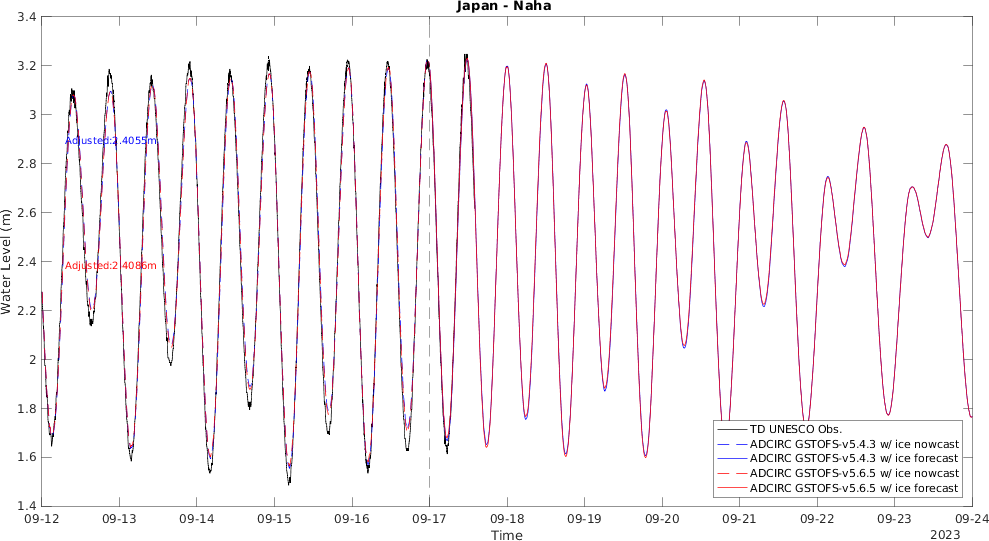 Japan - Naha
Water Level (m)
3.4
3.2
3
2.8
2.6
2.4
2.2
2
1.8
1.6
1.4
Adjusted:2.4055m
Adjusted:2.4086m
TD UNESCO Obs.
ADCIRC GSTOFS-v5.4.3 w/ ice nowcast
ADCIRC GSTOFS-v5.4.3 w/ ice forecast
ADCIRC GSTOFS-v5.6.5 w/ ice nowcast
ADCIRC GSTOFS-v5.6.5 w/ ice forecast
09-12 09-13 09-14 09-15 09-16 09-17 09-18 09-19 09-20 09-21 09-22 09-23 09-24
Time
2023